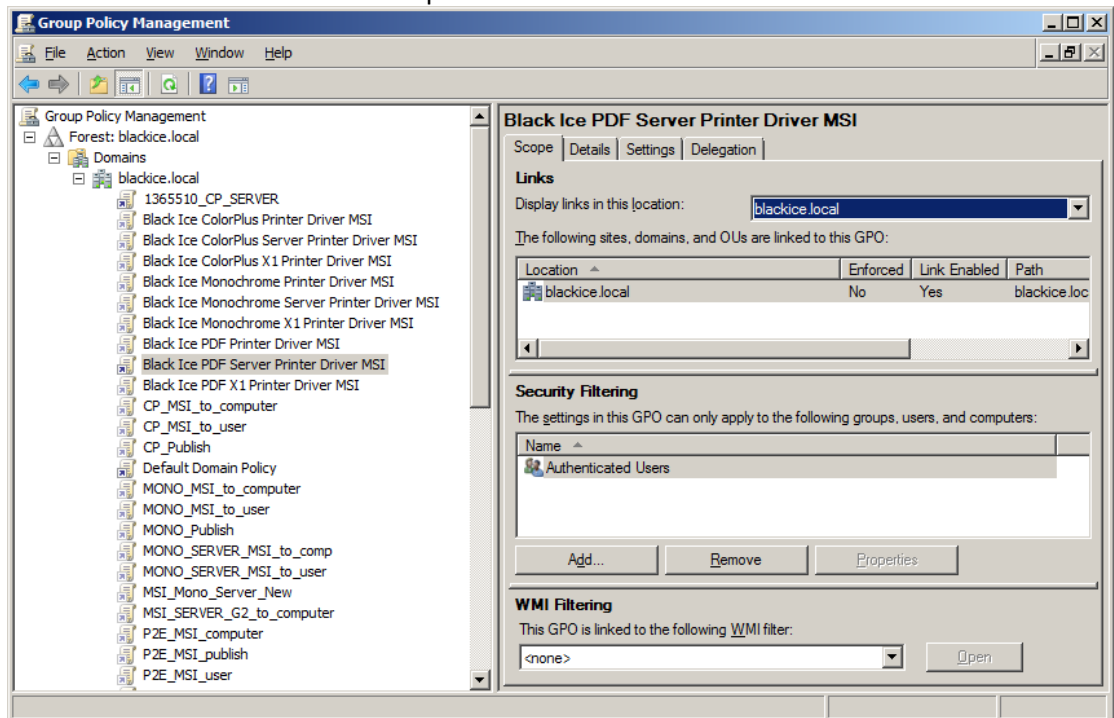 Group Policy Management
File Action View Window Help
Group Policy Management
Forest: blackice.local
Domains
blackice.local
1365510_CP_SERVER
Black Ice ColorPlus Printer Driver MSI
Black Ice ColorPlus Server Printer Driver MSI
Black Ice ColorPlus X1 Printer Driver MSI
Black Ice Monochrome Printer Driver MSI
Black Ice Monochrome Server Printer Driver MSI
Black Ice Monochrome X1 Printer Driver MSI
Black Ice PDF Printer Driver MSI
Black Ice PDF Server Printer Driver MSI
Black Ice PDF X1 Printer Driver MSI
CP_MSI_to_computer
CP_MSI_to_user
CP_Publish
Default Domain Policy
MONO_MSI_to_computer
MONO_MSI_to_user
MONO_Publish
MONO_SERVER_MSI_to_comp
MONO_SERVER_MSI_to_user
MSI_Mono_Server_New
MSI_SERVER_G2_to_computer
P2E_MSI_computer
P2E_MSI_publish
P2E_MSI_user
Black Ice PDF Server Printer Driver MSI
Scope Details Settings Delegation
Links
Display links in this location: blackice.local
The following sites, domains, and OUs are linked to this GPO:
Location Enforced Link Enabled Path
blackice.local No Yes blackice.loc
Security Filtering
The settings in this GPO can only apply to the following groups, users, and computers:
Name
Authenticated Users
Add... Remove Properties
WMI Filtering
This GPO is linked to the following WMI filter:
<none> Open